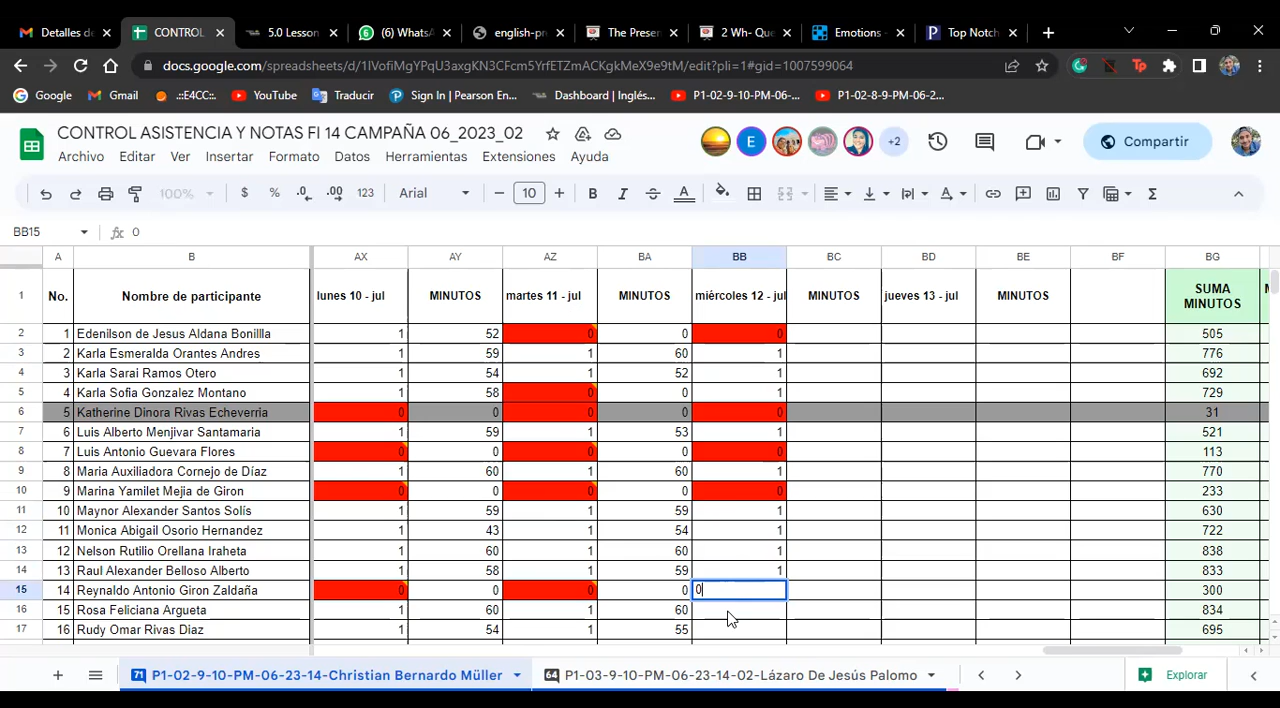 Detalles de
CONTROL
5.0 Lesson
(6) WhatsA
english-pr
The Presen
2 Wh- Que
Emotions -
Top Notch
docs.google.com/spreadsheets/d/1IVofiMqYPqU3axgKN3CFcm5YrfETZmACKgkMeX9e9tM/edit?pli=1#gid=1007599064
Google
Gmail
.::E4CC::.
YouTube
Traducir
Sign In | Pearson En...
Dashboard | Inglés...
P1-02-9-10-PM-06-...
P1-02-8-9-PM-06-2...
CONTROL ASISTENCIA Y NOTAS FI 14 CAMPAÑA 06_2023_02
E
+2
Compartir
Archivo Editar Ver Insertar Formato Datos Herramientas Extensiones Ayuda
100% $ % .0 .00 123 Arial 10 B I A
BB15 fx 0
A B AX AY AZ BA BB BC BD BE BF BG
1 No. Nombre de participante lunes 10 - jul MINUTOS martes 11 - jul MINUTOS miércoles 12 - jul MINUTOS jueves 13 - jul MINUTOS SUMA MINUTOS
2 1 Edenilson de Jesus Aldana Bonillla 1 52 0 0 0 505
3 2 Karla Esmeralda Orantes Andres 1 59 1 60 1 776
4 3 Karla Sarai Ramos Otero 1 54 1 52 1 692
5 4 Karla Sofia Gonzalez Montano 1 58 0 0 1 729
6 5 Katherine Dinora Rivas Echeverria 0 0 0 0 0 31
7 6 Luis Alberto Menjivar Santamaria 1 59 1 53 1 521
8 7 Luis Antonio Guevara Flores 0 0 0 0 0 113
9 8 Maria Auxiliadora Cornejo de Díaz 1 60 1 60 1 770
10 9 Marina Yamilet Mejia de Giron 0 0 0 0 0 233
11 10 Maynor Alexander Santos Solís 1 59 1 59 1 630
12 11 Monica Abigail Osorio Hernandez 1 43 1 54 1 722
13 12 Nelson Rutilio Orellana Iraheta 1 60 1 60 1 838
14 13 Raul Alexander Belloso Alberto 1 58 1 59 1 833
15 14 Reynaldo Antonio Giron Zaldaña 0 0 0 0 0 300
16 15 Rosa Feliciana Argueta 1 60 1 60 834
17 16 Rudy Omar Rivas Diaz 1 54 1 55 695
71 P1-02-9-10-PM-06-23-14-Christian Bernardo Müller
64 P1-03-9-10-PM-06-23-14-02-Lázaro De Jesús Palomo
Explorar